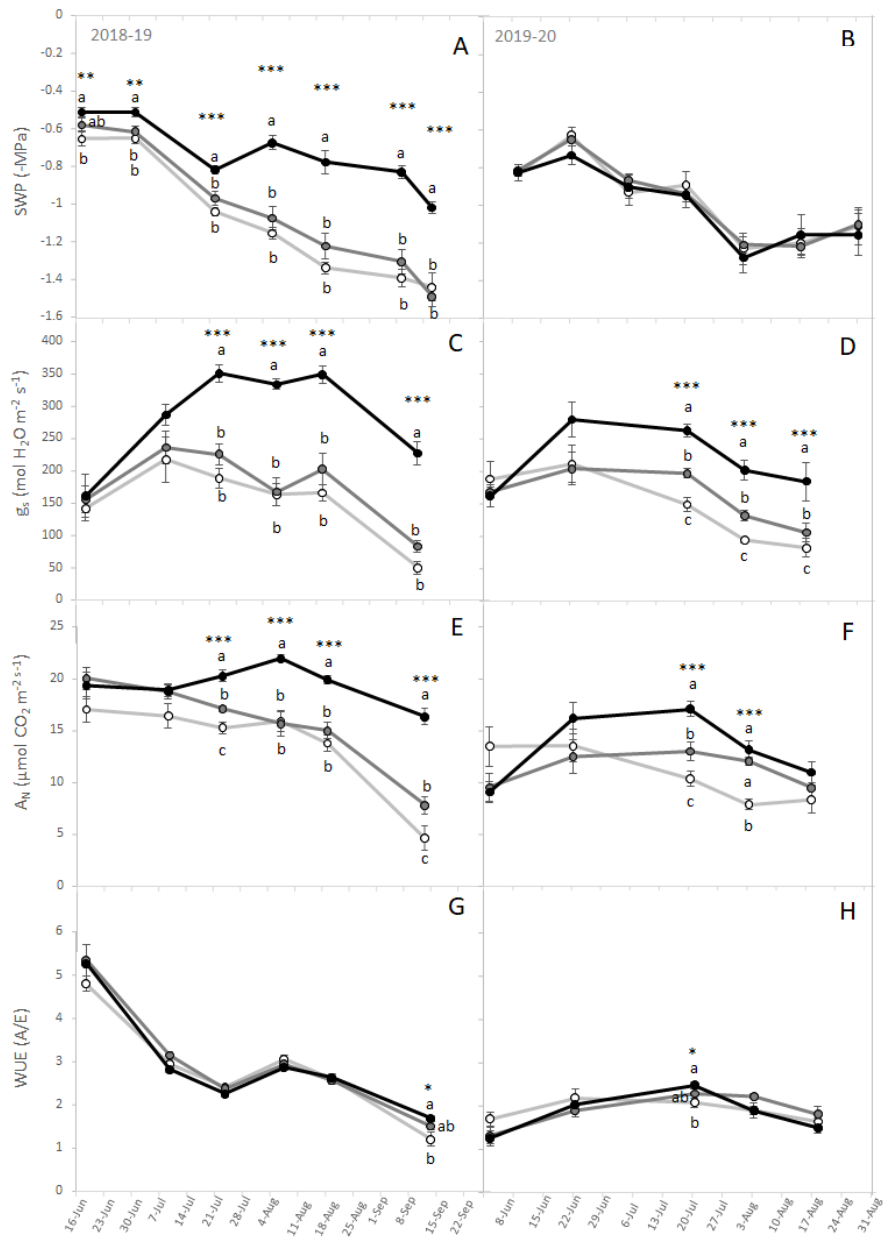 2018-19
A
2019-20
B
SWP (-MPa)
0
-0.2
-0.4
-0.6
-0.8
-1
-1.2
-1.4
-1.6
** ** *** *** *** *** ***
a a a a a a a
ab b b b b b
b b b b b b b
b
C
D
gs (mol H2O m-2 s-1)
400
350
300
250
200
150
100
50
0
*** *** *** ***
a a a a
b b b b
b b b b
*** *** ***
a a a
b b b
c c c
E
F
AN (µmol CO2 m-2 s-1)
25
20
15
10
5
0
*** *** *** ***
a a a a
b b b b
c b b c
*** ***
a a
b a
c b
G
H
WUE (A/E)
6
5
4
3
2
1
0
*
a
ab
b
*
a
ab
b
16-Jun 23-Jun 30-Jun 7-Jul 14-Jul 21-Jul 28-Jul 4-Aug 11-Aug 18-Aug 25-Aug 1-Sep 8-Sep 15-Sep 22-Sep
8-Jun 15-Jun 22-Jun 29-Jun 6-Jul 13-Jul 20-Jul 27-Jul 3-Aug 10-Aug 17-Aug 24-Aug 31-Aug